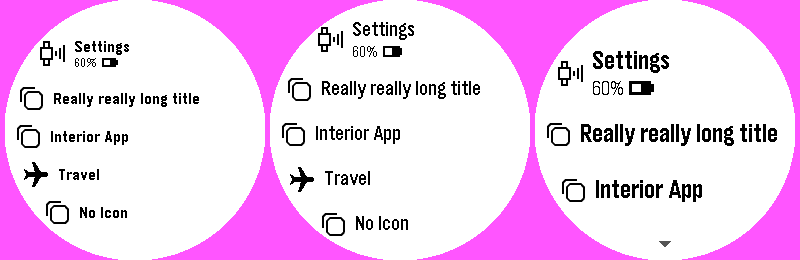 Settings
60%
Really really long title
Interior App
Travel
No Icon
Settings
60%
Really really long title
Interior App
Travel
No Icon
Settings
60%
Really really long title
Interior App